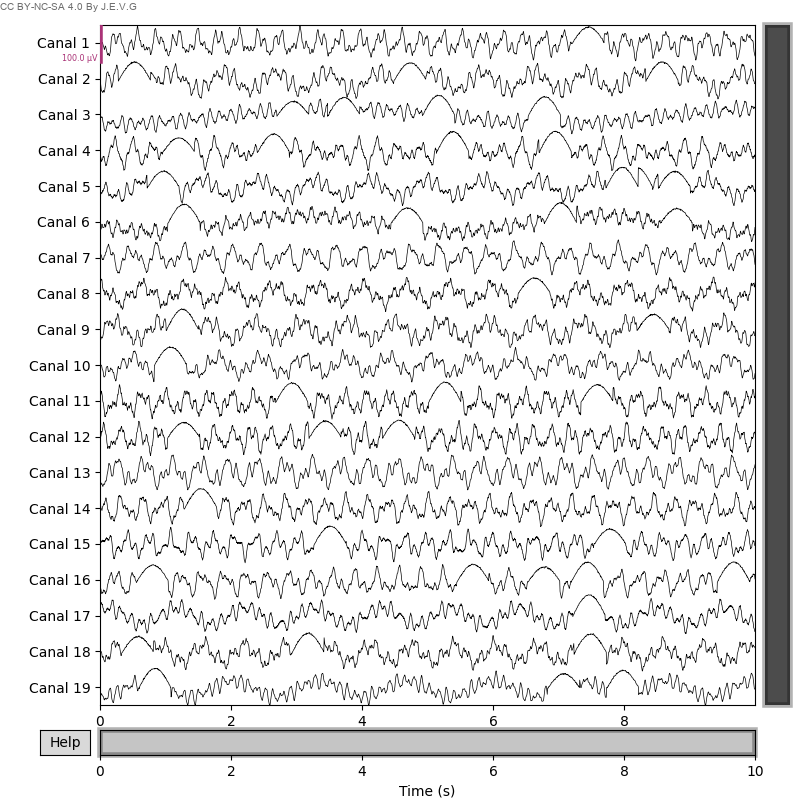 CC BY-NC-SA 4.0 By J.E.V.G
Canal 1
100.0 µV
Canal 2
Canal 3
Canal 4
Canal 5
Canal 6
Canal 7
Canal 8
Canal 9
Canal 10
Canal 11
Canal 12
Canal 13
Canal 14
Canal 15
Canal 16
Canal 17
Canal 18
Canal 19
0 2 4 6 8
Help
0 2 4 6 8 10
Time (s)